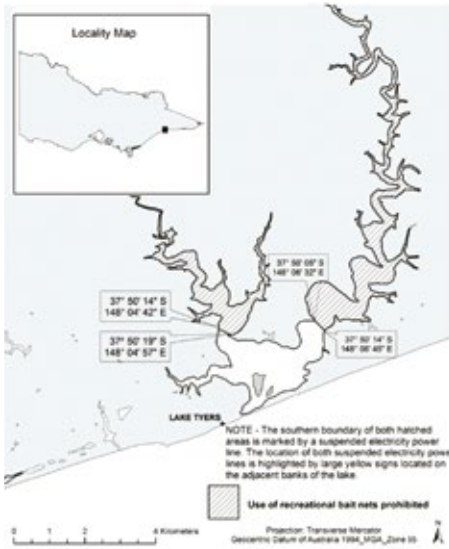 Locality Map
37° 50' 05" S
148° 06' 32" E
37° 50' 14" S
148° 04' 42" E
37° 50' 19" S
148° 04' 57" E
37° 50' 14" S
148° 06' 45" E
LAKE TYERS
NOTE - The southern boundary of both hatched
areas is marked by a suspended electricity power
line. The location of both suspended electricity power
lines is highlighted by large yellow signs located on
the adjacent banks of the lake.
Use of recreational bait nets prohibited
0 2 4 Kilometers
Projection: Transverse Mercator
Geocentric Datum of Australia 1994_MGA_Zone 55
N